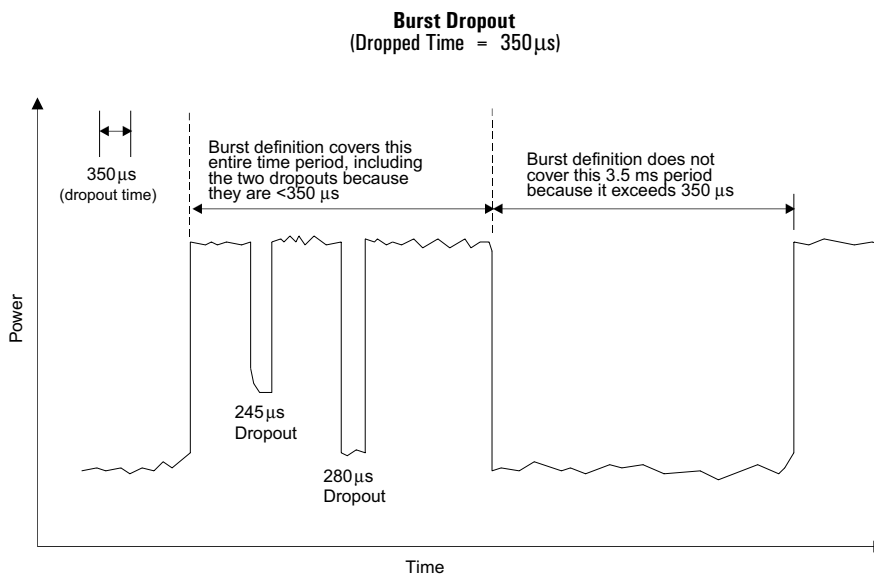 Burst Dropout
(Dropped Time = 350µs)
350µs
(dropout time)
Burst definition covers this
entire time period, including
the two dropouts because
they are <350 µs
Burst definition does not
cover this 3.5 ms period
because it exceeds 350 µs
Power
245µs
Dropout
280µs
Dropout
Time